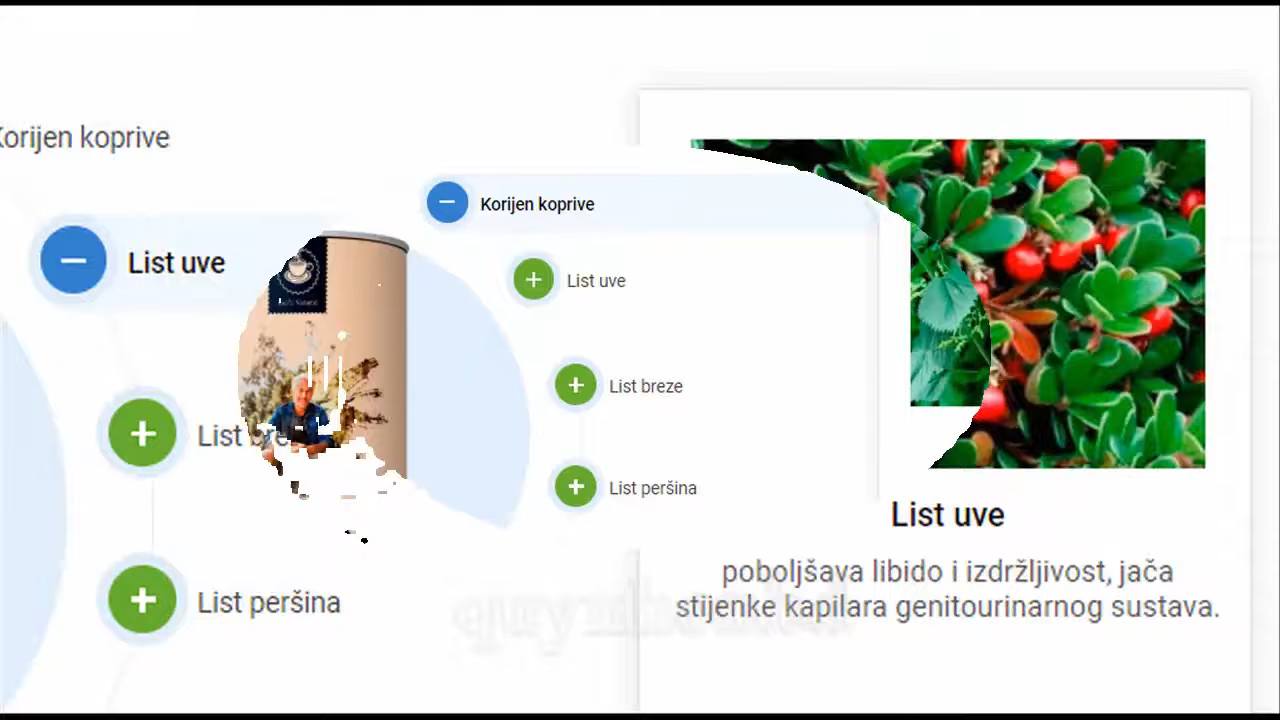 Korijen koprive
List uve
List
List peršina
Korijen koprive
List uve
List breze
List peršina
List uve
poboljšava libido i izdržljivost, jača
stijenke kapilara genitourinarnog sustava.